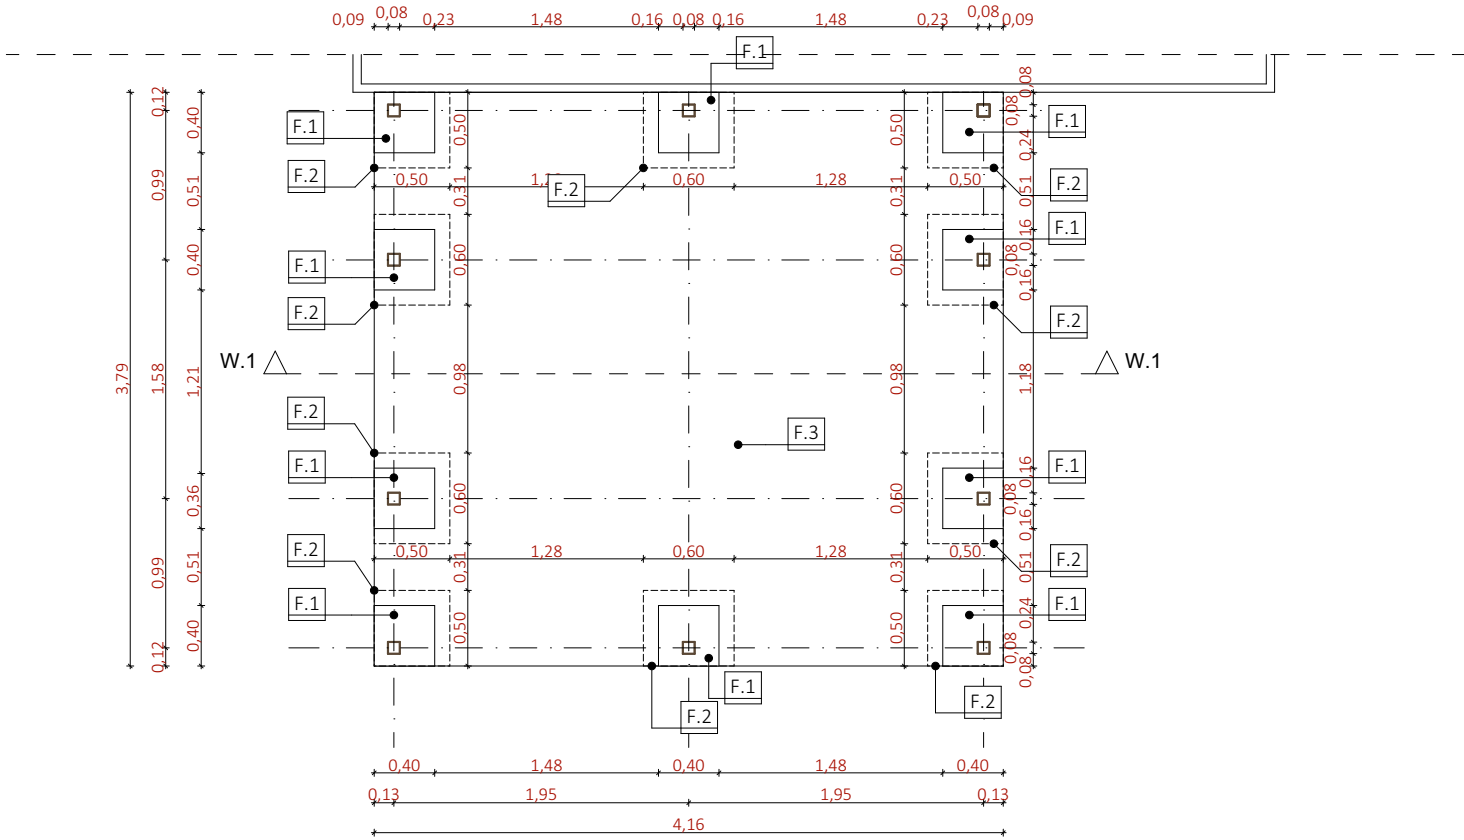 0,09 0,08 0,23 1,48 0,16 0,08 0,16 1,48 0,23 0,08 0,09
F.1
0,12 0,40 0,50 0,50 0,08 0,08 0,24
F.1 F.1
F.2 F.2 F.2
0,50 0,60 1,28 0,50
0,99 0,51 0,31 0,31 0,51
F.1 F.1
0,40 0,60 0,60 0,16 0,08 0,16
F.2 F.2
W.1 W.1
3,79 1,58 1,21 0,98 0,98 1,18
F.2
F.3
F.1 F.1
0,36 0,60 0,60 0,16 0,08 0,16
F.2 F.2
0,50 1,28 0,60 1,28 0,50
0,99 0,51 0,31 0,31 0,51
F.1 F.1
0,12 0,40 0,50 0,50 0,24 0,08 0,08
F.1
F.2 F.2
0,40 1,48 0,40 1,48 0,40
0,13 1,95 1,95 0,13
4,16